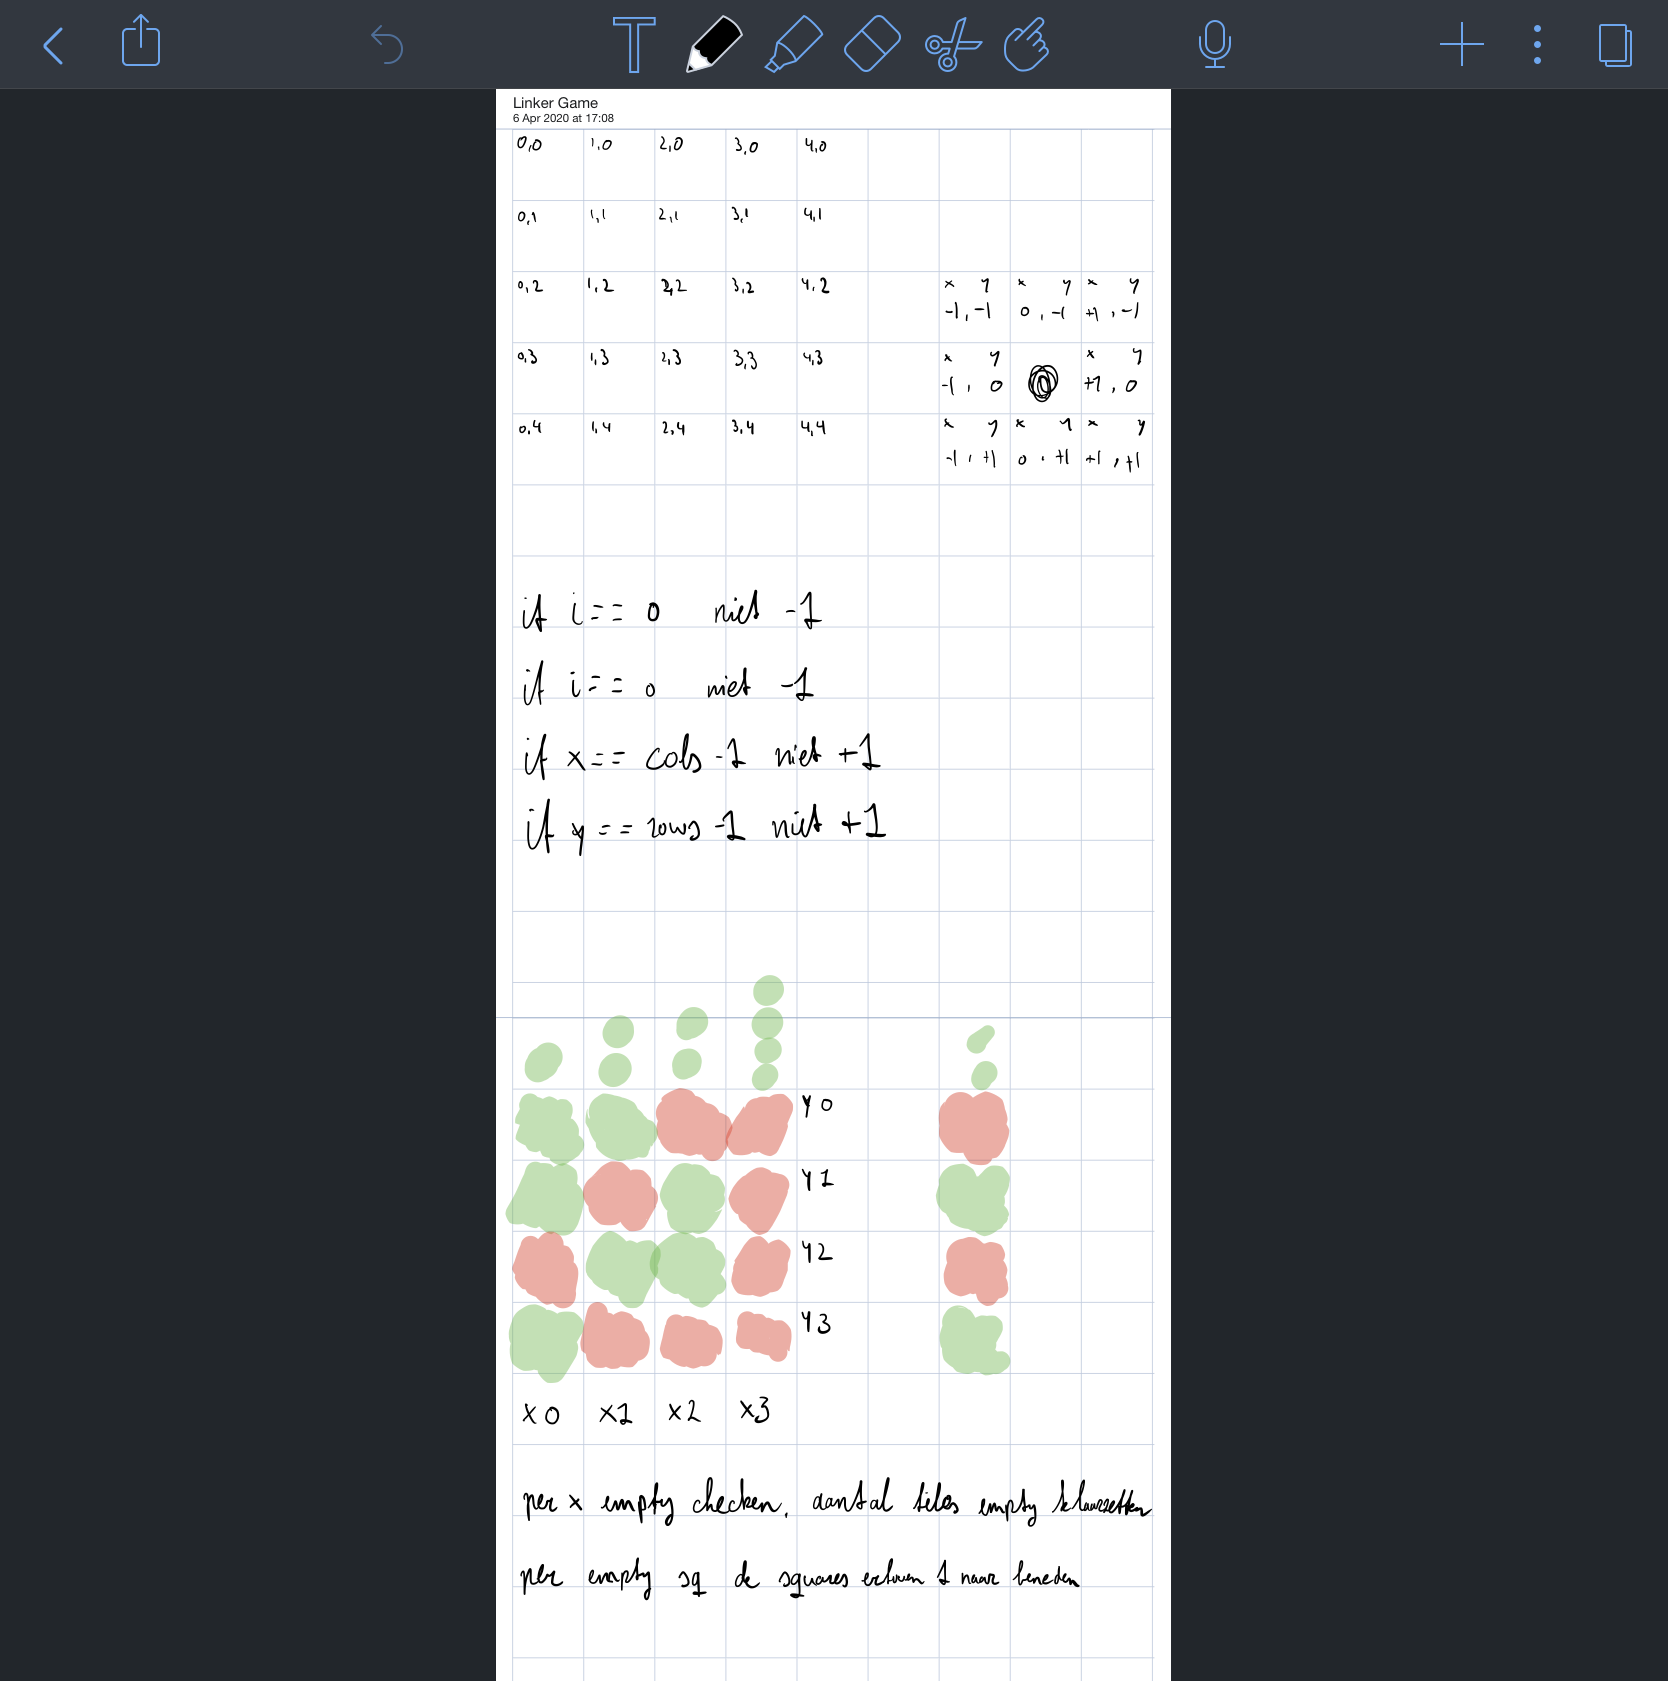 Linker Game
6 Apr 2020 at 17:08
0,0 1,0 2,0 3,0 4,0
0,1 1,1 2,1 3,1 4,1
0,2 1,2 2,2 3,2 4,2
x y x y x y
-1,-1 0,-1 +1,-1
0,3 1,3 2,3 3,3 4,3
x y x y
-1,0 +1,0
0,4 1,4 2,4 3,4 4,4
x y x y x y
-1,+1 0,+1 +1,+1
if i== 0 niet -1
if i== 0 niet -1
if x== cols -1 niet +1
if y == rows -1 niet +1
Y0
Y1
Y2
Y3
x0 x1 x2 x3
per x empty checken. aantal tiles empty klaarzetten
per empty sq de squares erboven 1 naar beneden